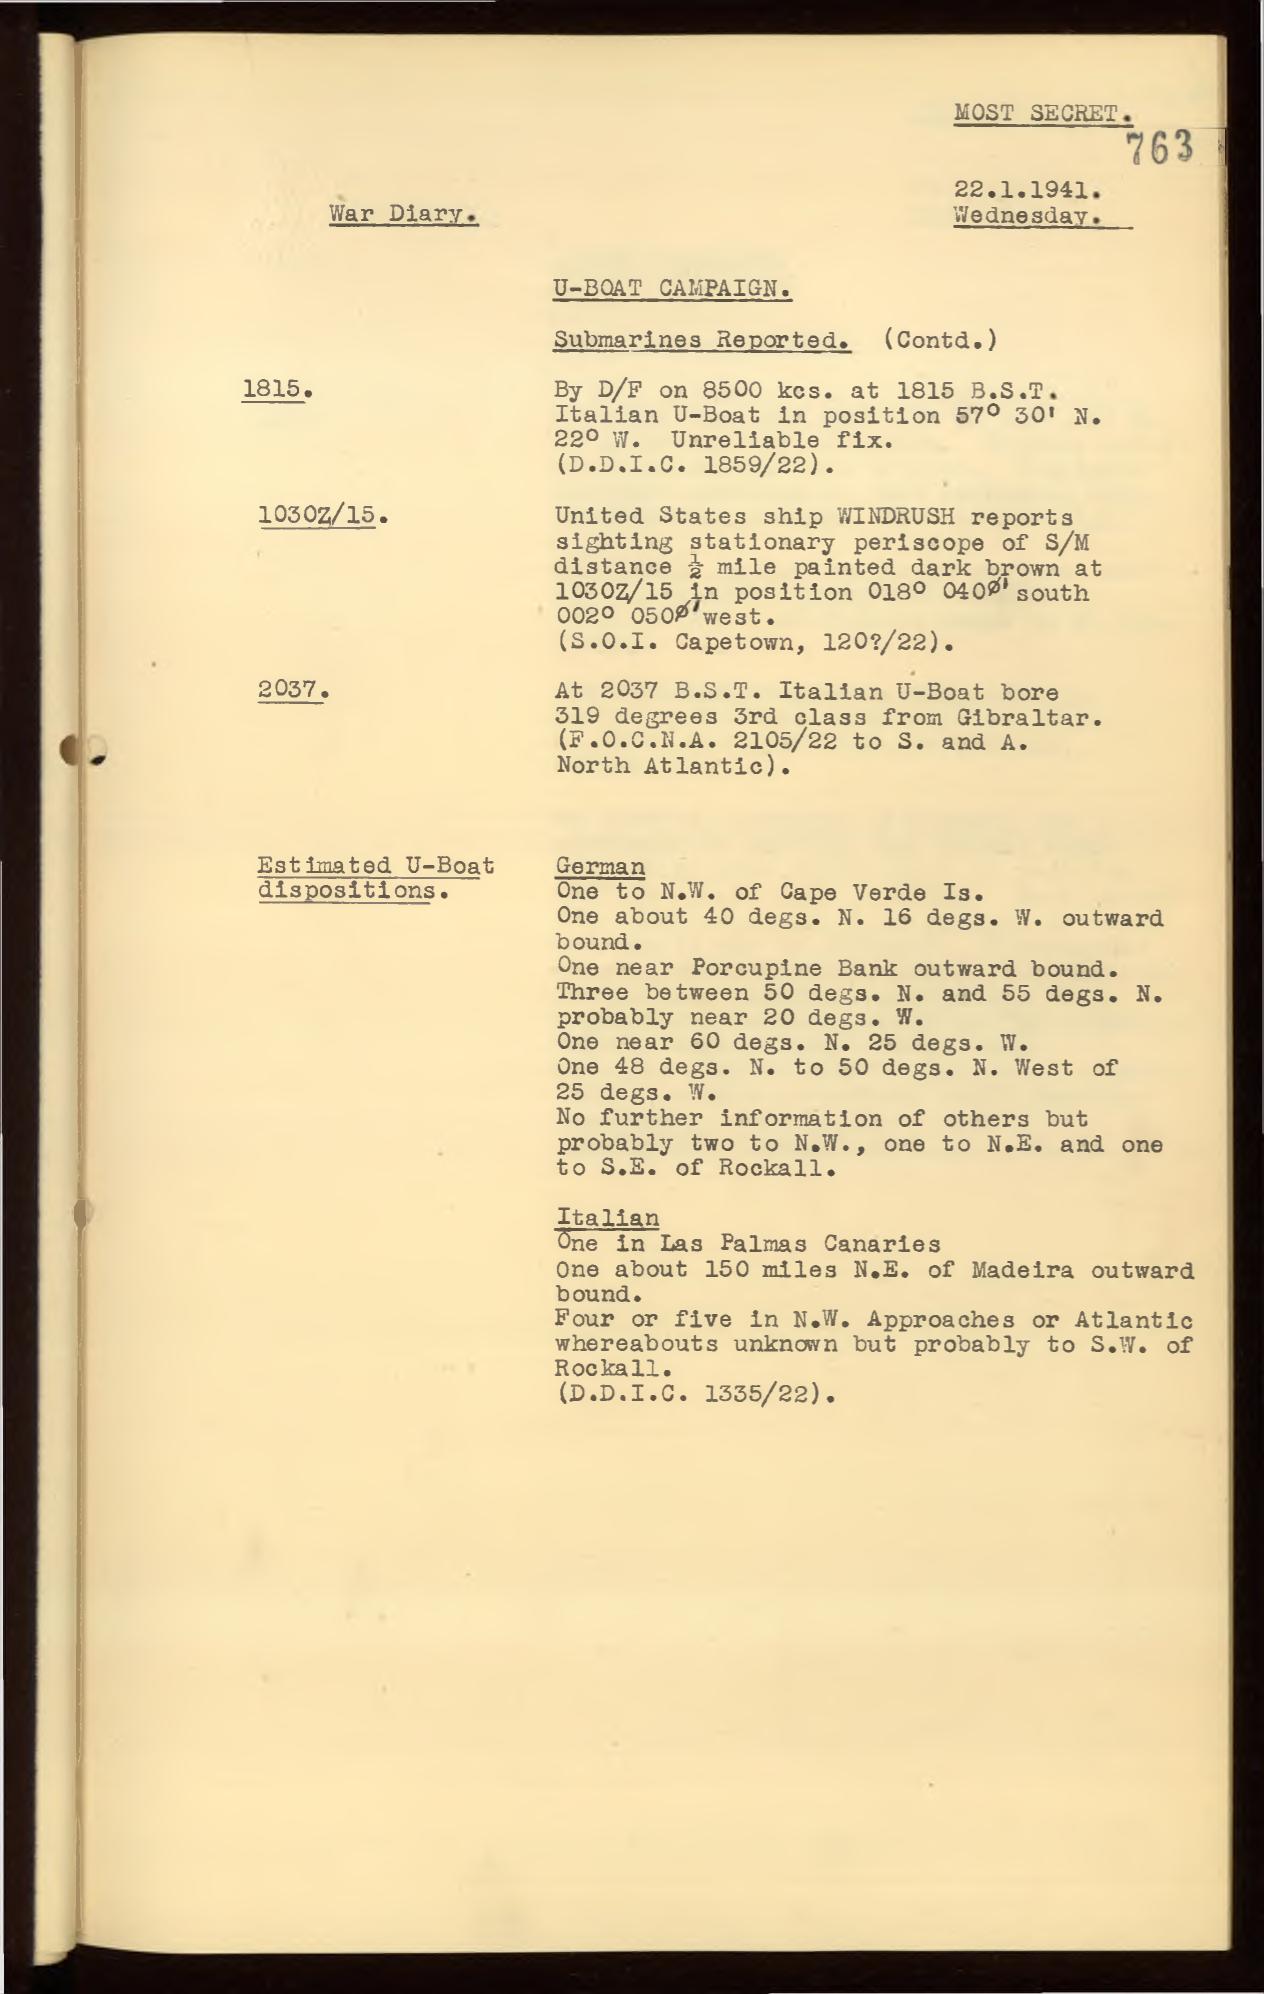 MOST SECRET.
763
22.1.1941.
War Diary.
Wednesday.
U-BOAT CAMPAIGN.
Submarines Reported. (Contd.)
1815. By D/F on 8500 kcs. at 1815 B.S.T.
Italian U-Boat in position 57° 30' N.
22° W. Unreliable fix.
(D.D.I.C. 1859/22).
1030Z/15. United States ship WINDRUSH reports
sighting stationary periscope of S/M
distance ½ mile painted dark brown at
1030Z/15 in position 018° 040' south
002° 050' west.
(S.O.I. Capetown, 120?/22).
2037. At 2037 B.S.T. Italian U-Boat bore
319 degrees 3rd class from Gibraltar.
(F.O.C.N.A. 2105/22 to S. and A.
North Atlantic).
Estimated U-Boat
dispositions.
German
One to N.W. of Cape Verde Is.
One about 40 degs. N. 16 degs. W. outward
bound.
One near Porcupine Bank outward bound.
Three between 50 degs. N. and 55 degs. N.
probably near 20 degs. W.
One near 60 degs. N. 25 degs. W.
One 48 degs. N. to 50 degs. N. West of
25 degs. W.
No further information of others but
probably two to N.W., one to N.E. and one
to S.E. of Rockall.
Italian
One in Las Palmas Canaries
One about 150 miles N.E. of Madeira outward
bound.
Four or five in N.W. Approaches or Atlantic
whereabouts unknown but probably to S.W. of
Rockall.
(D.D.I.C. 1335/22).